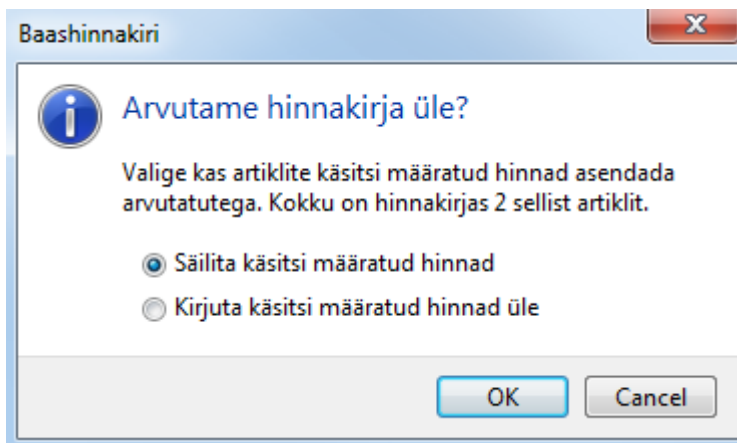 Baashinnakiri
Arvutame hinnakirja üle?
Valige kas artiklite käsitsi määratud hinnad asendada
arvutatutega. Kokku on hinnakirjas 2 sellist artiklit.
Säilita käsitsi määratud hinnad
Kirjuta käsitsi määratud hinnad üle
OK Cancel